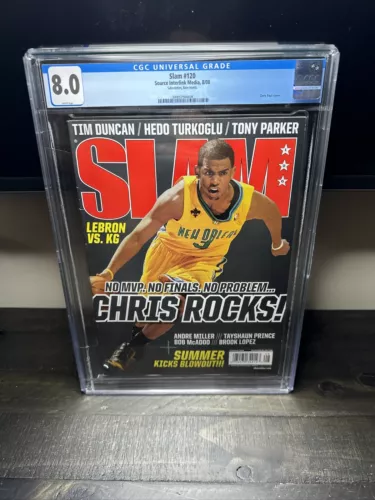 CGC UNIVERSAL GRADE
8.0
Slam #120
Source Interlink Media, 8/08
TIM DUNCAN / HEDO TURKOGLU / TONY PARKER
SLAM
LEBRON
VS. KG
NEW ORLEANS
3
NO MVP. NO FINALS. NO PROBLEM...
CHRIS ROCKS!
ANDRE MILLER // TAYSHAUN PRINCE
BOB McADOO // BROOK LOPEZ
SUMMER
KICKS BLOWOUT!!!